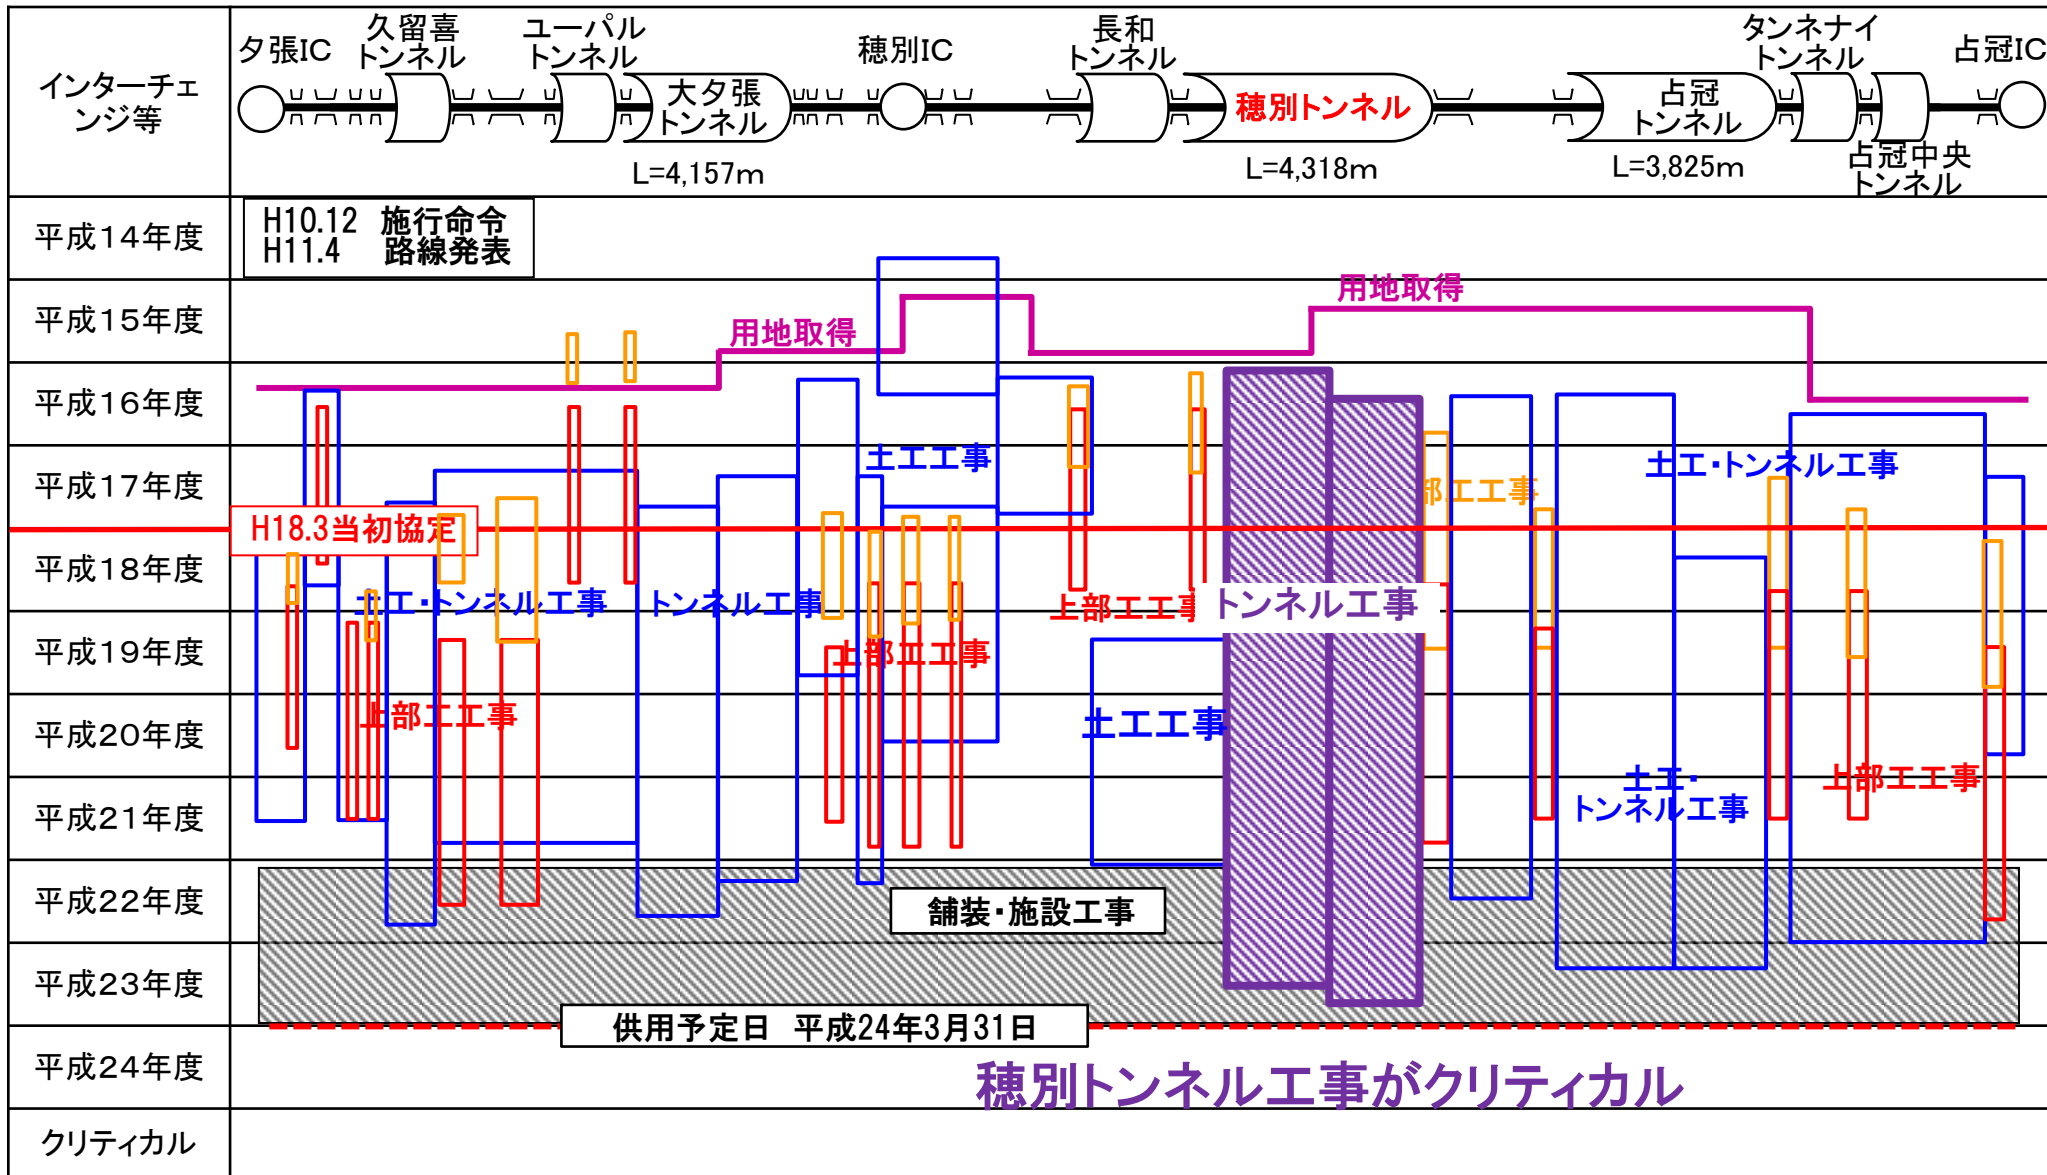 インターチェ
ンジ等
夕張IC
久留喜
トンネル
ユーパル
トンネル
大夕張
トンネル
L=4,157m
穂別IC
長和
トンネル
穂別トンネル
L=4,318m
占冠
トンネル
L=3,825m
タンネナイ
トンネル
占冠中央
トンネル
占冠IC
平成14年度
H10.12 施行命令
H11.4 路線発表
平成15年度
用地取得
用地取得
平成16年度
土工工事
土工・トンネル工事
平成17年度
部工工事
H18.3当初協定
平成18年度
土工・トンネル工事
トンネル工事
上部工工事
トンネル工事
平成19年度
上部工工事
上部工工事
土工工事
平成20年度
土工・
トンネル工事
上部工工事
平成21年度
平成22年度
舗装・施設工事
平成23年度
供用予定日 平成24年3月31日
平成24年度
穂別トンネル工事がクリティカル
クリティカル